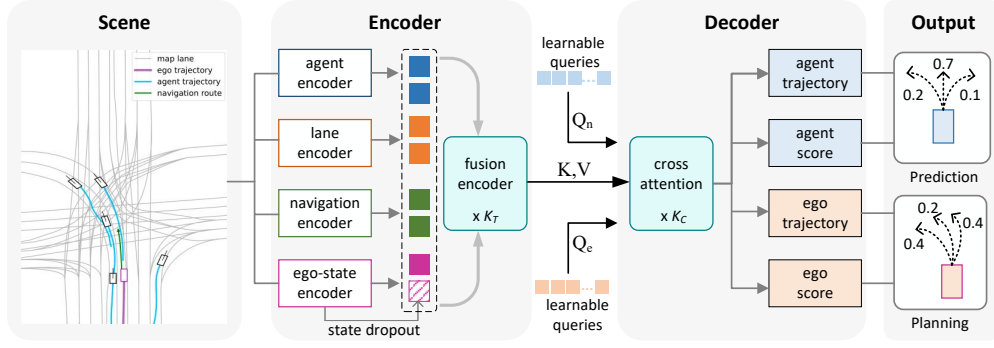 Scene
map lane
ego trajectory
agent trajectory
navigation route
Encoder
agent
encoder
lane
encoder
navigation
encoder
ego-state
encoder
state dropout
fusion
encoder
x K_T
learnable
queries
Q_n
K,V
Q_e
learnable
queries
Decoder
cross
attention
x K_C
agent
trajectory
agent
score
ego
trajectory
ego
score
Output
0.7
0.2
0.1
Prediction
0.2
0.4
0.4
Planning